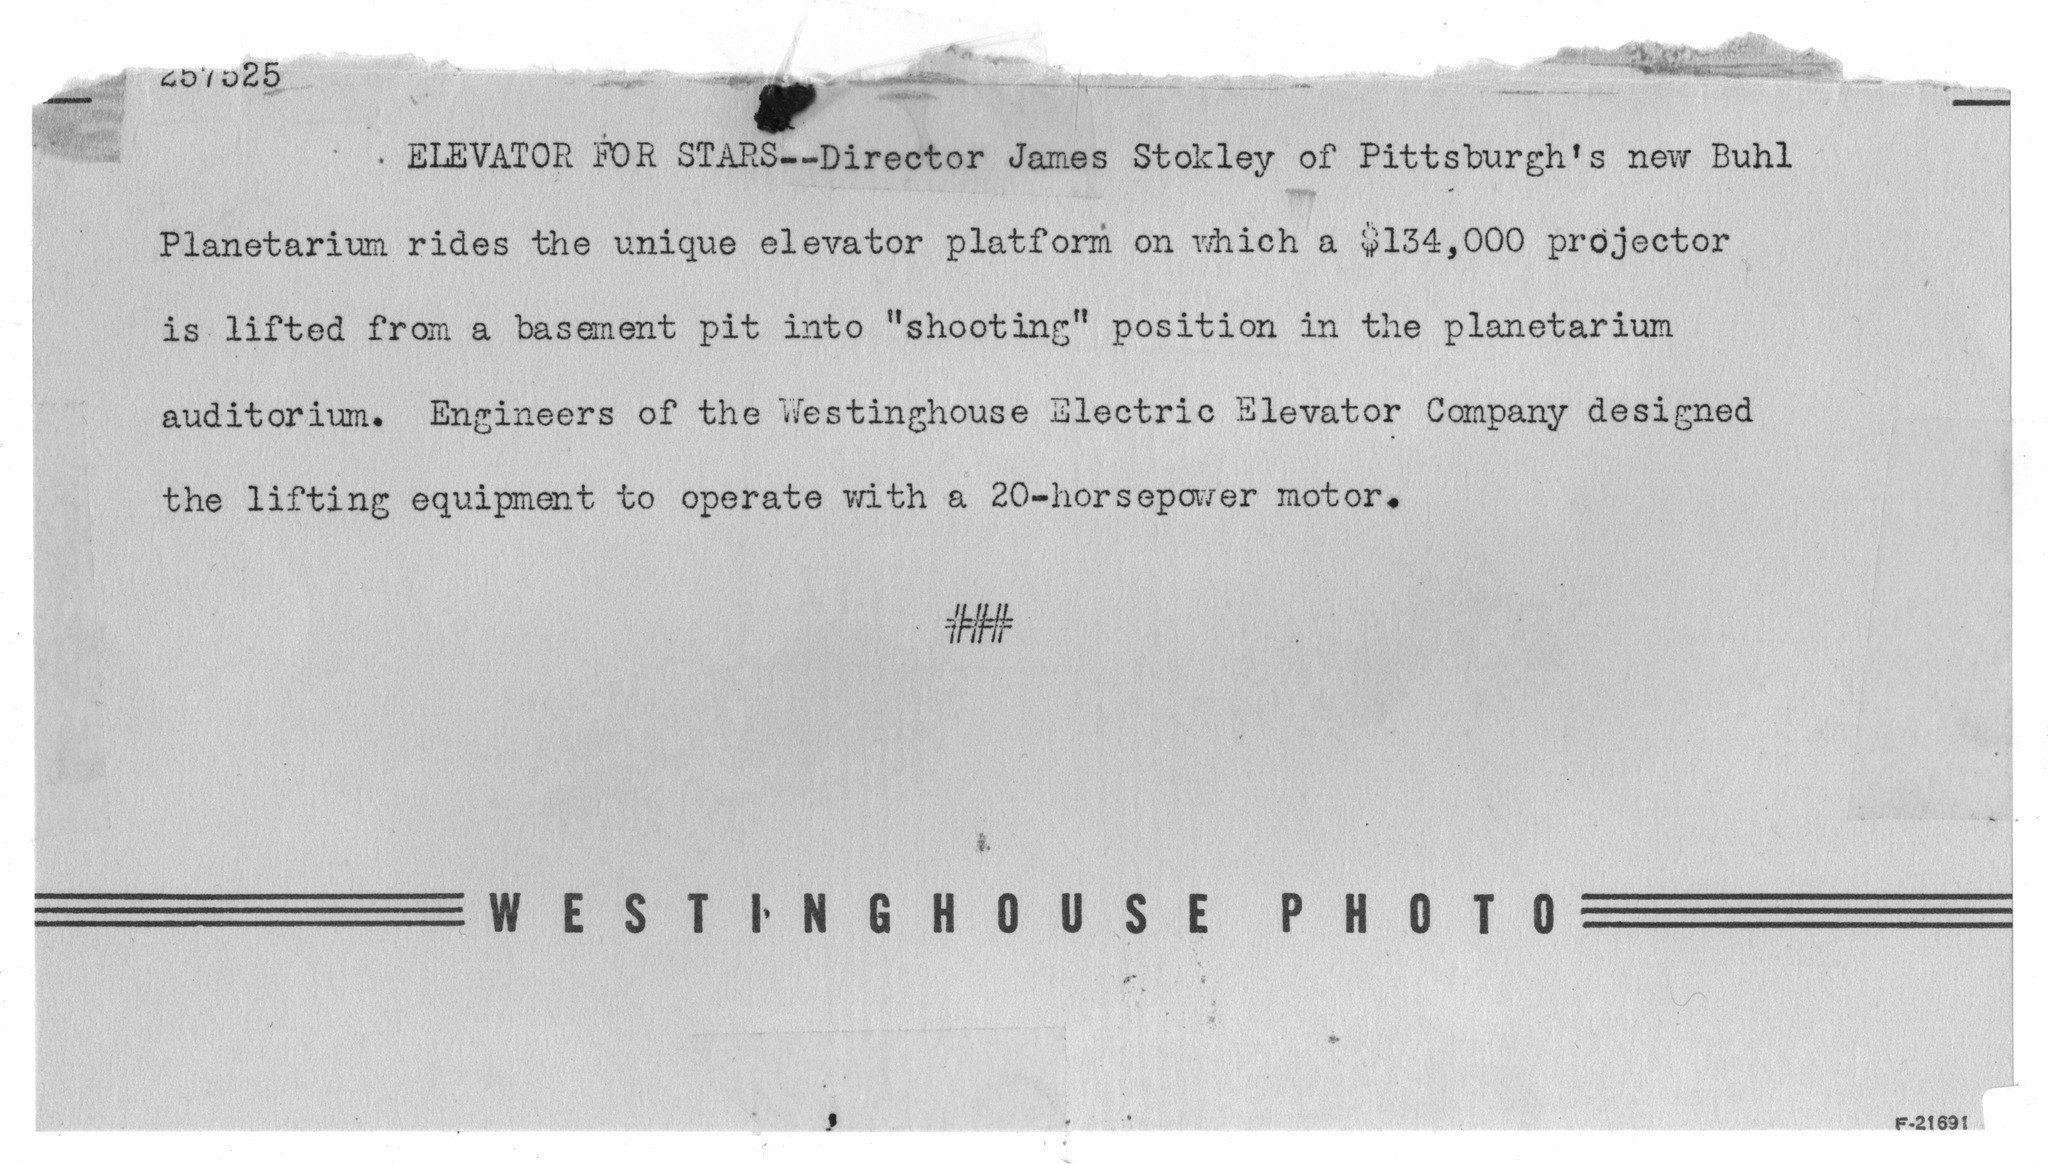 257525
ELEVATOR FOR STARS--Director James Stokley of Pittsburgh's new Buhl
Planetarium rides the unique elevator platform on which a $134,000 projector
is lifted from a basement pit into "shooting" position in the planetarium
auditorium. Engineers of the Westinghouse Electric Elevator Company designed
the lifting equipment to operate with a 20-horsepower motor.
###
WESTINGHOUSE PHOTO
F-21691